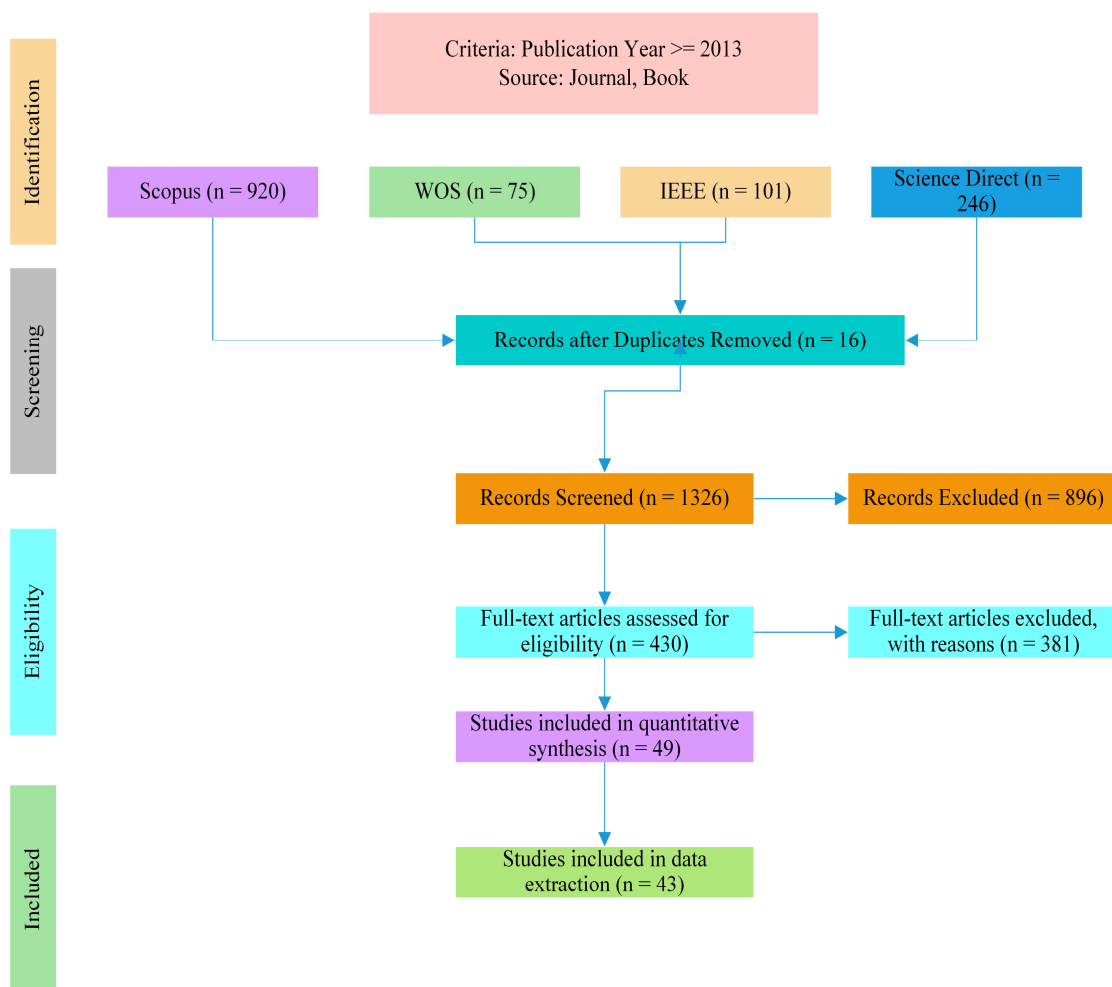 Criteria: Publication Year >= 2013
Source: Journal, Book
Identification
Scopus (n = 920)
WOS (n = 75)
IEEE (n = 101)
Science Direct (n =
246)
Screening
Records after Duplicates Removed (n = 16)
Records Screened (n = 1326)
Records Excluded (n = 896)
Eligibility
Full-text articles assessed for
eligibility (n = 430)
Full-text articles excluded,
with reasons (n = 381)
Studies included in quantitative
synthesis (n = 49)
Included
Studies included in data
extraction (n = 43)